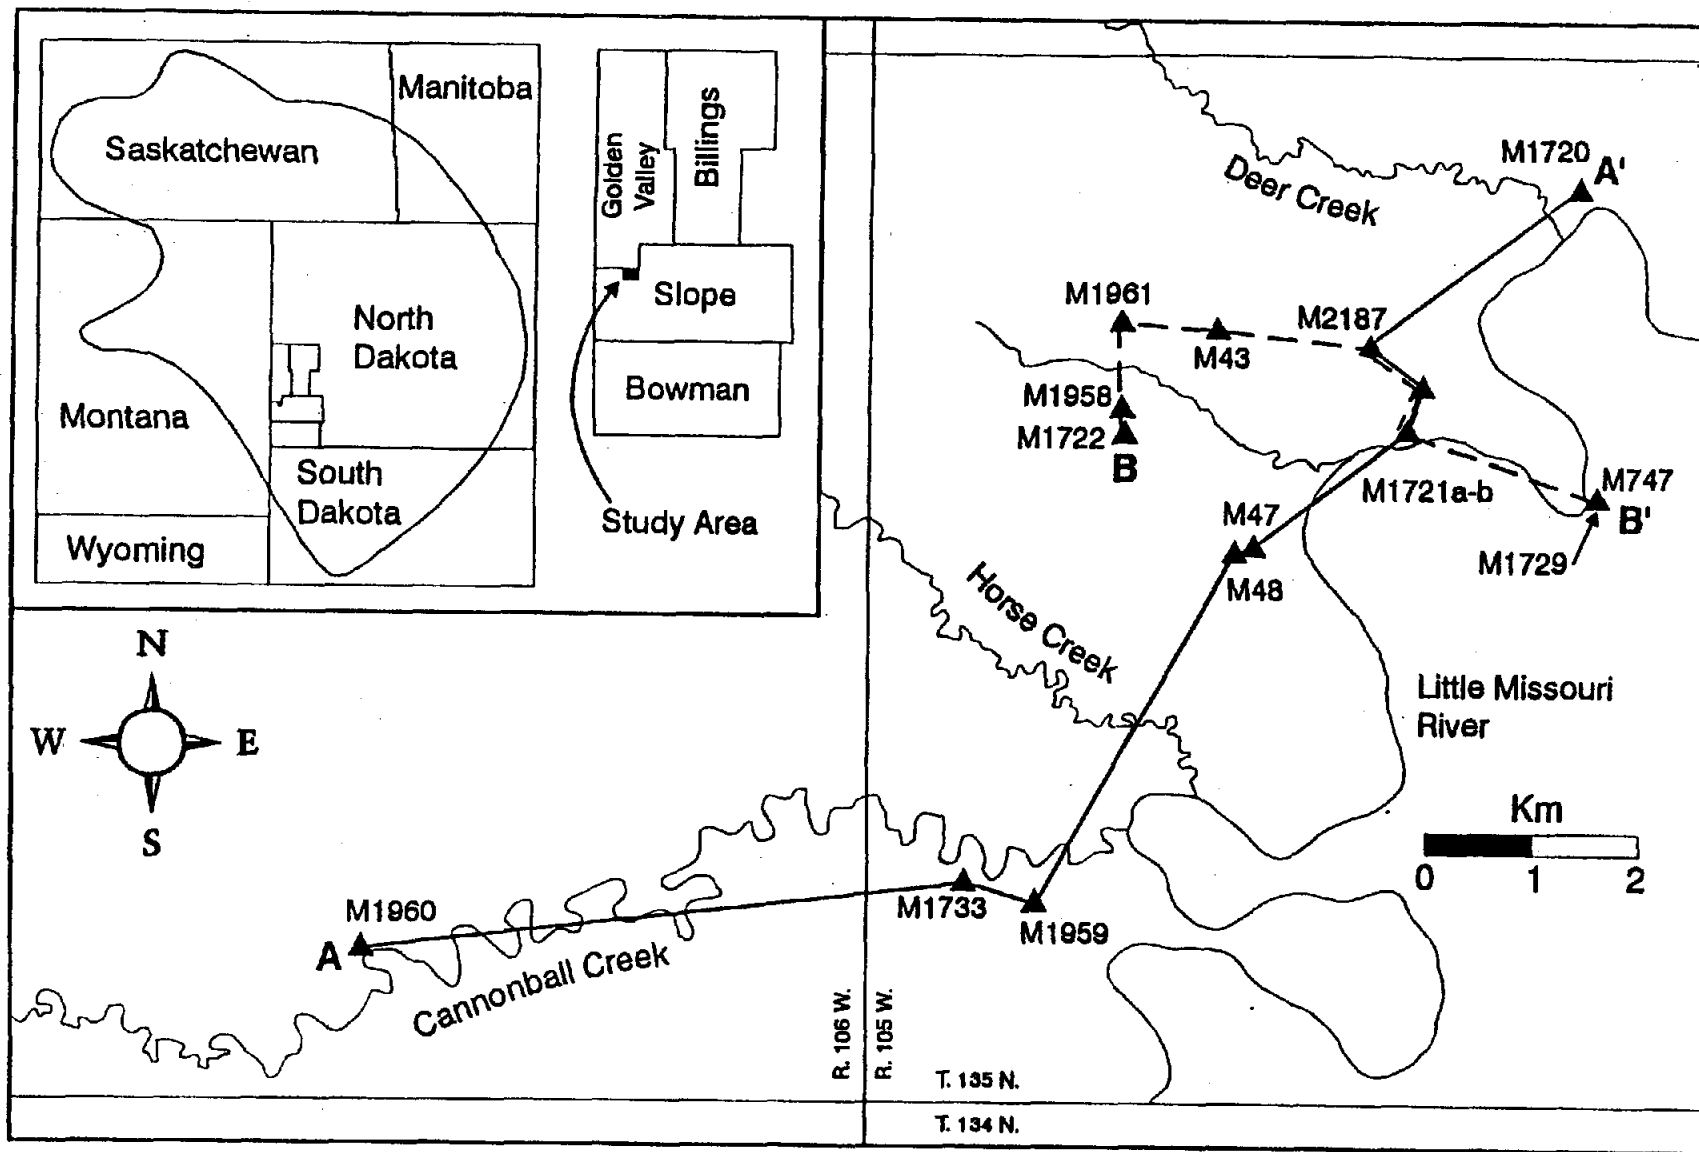 Manitoba
Saskatchewan
North
Dakota
Montana
South
Dakota
Wyoming
Golden
Valley
Billings
Slope
Bowman
Study Area
N
W
E
S
M1720
A'
Deer Creek
M1961
M2187
M43
M1958
M1722
B
M1721a-b
M747
B'
M1729
M47
M48
Horse Creek
Little Missouri
River
Km
0 1 2
M1960
A
M1733
M1959
Cannonball Creek
R. 106 W.
R. 105 W.
T. 135 N.
T. 134 N.